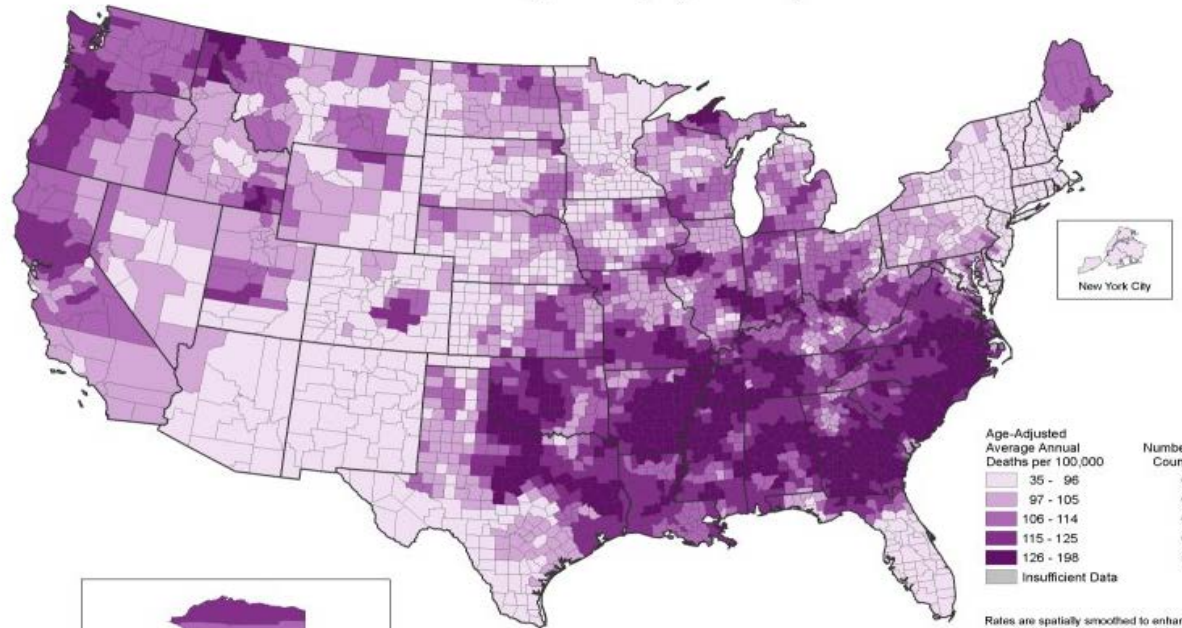 New York City
Age-Adjusted
Average Annual
Deaths per 100,000
35 - 96
97 - 105
106 - 114
115 - 125
126 - 198
Insufficient Data
Rates are spatially smoothed to